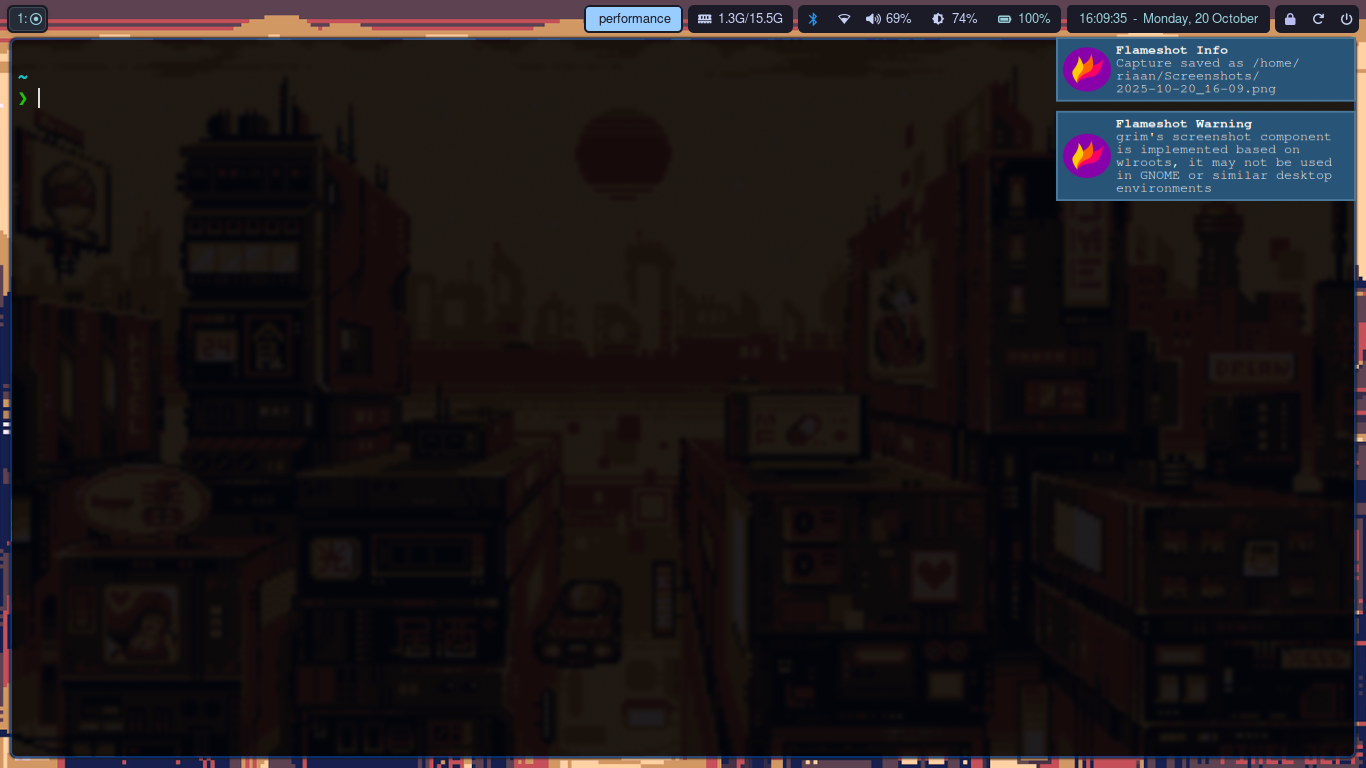 1:
performance
1.3G/15.5G
69%
74%
100%
16:09:35 - Monday, 20 October
Flameshot Info
Capture saved as /home/
riaan/Screenshots/
2025-10-20_16-09.png
Flameshot Warning
grim's screenshot component
is implemented based on
wlroots, it may not be used
in GNOME or similar desktop
environments
~
❯
24
食